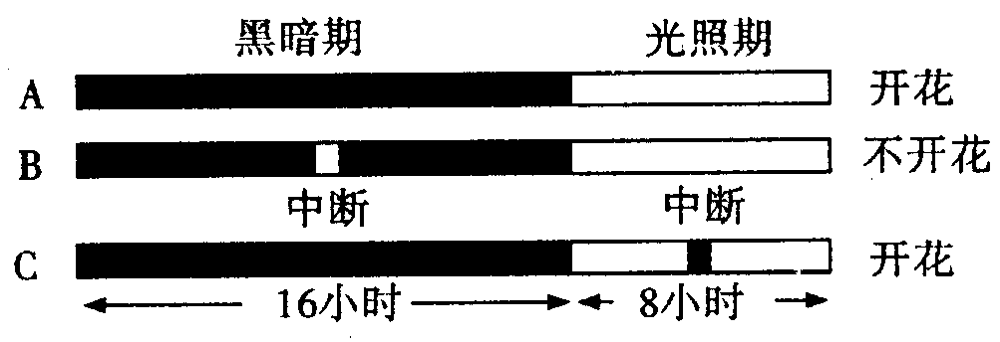 黑暗期 光照期
A 开花
B 不开花
中断 中断
C 开花
16小时 8小时